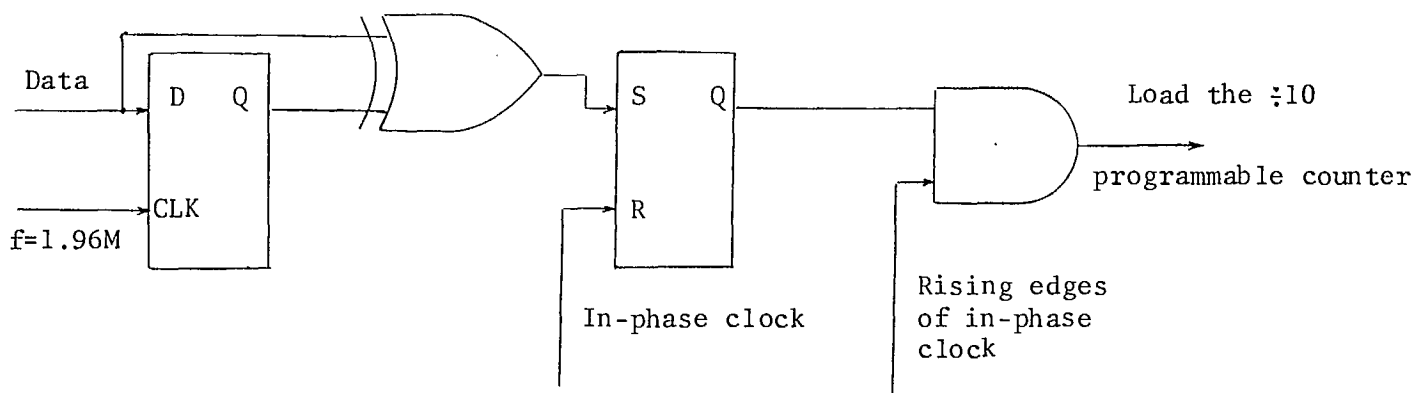 Data
D Q
CLK
f=1.96M
S Q
R
In-phase clock
Rising edges
of in-phase
clock
Load the ÷10
programmable counter